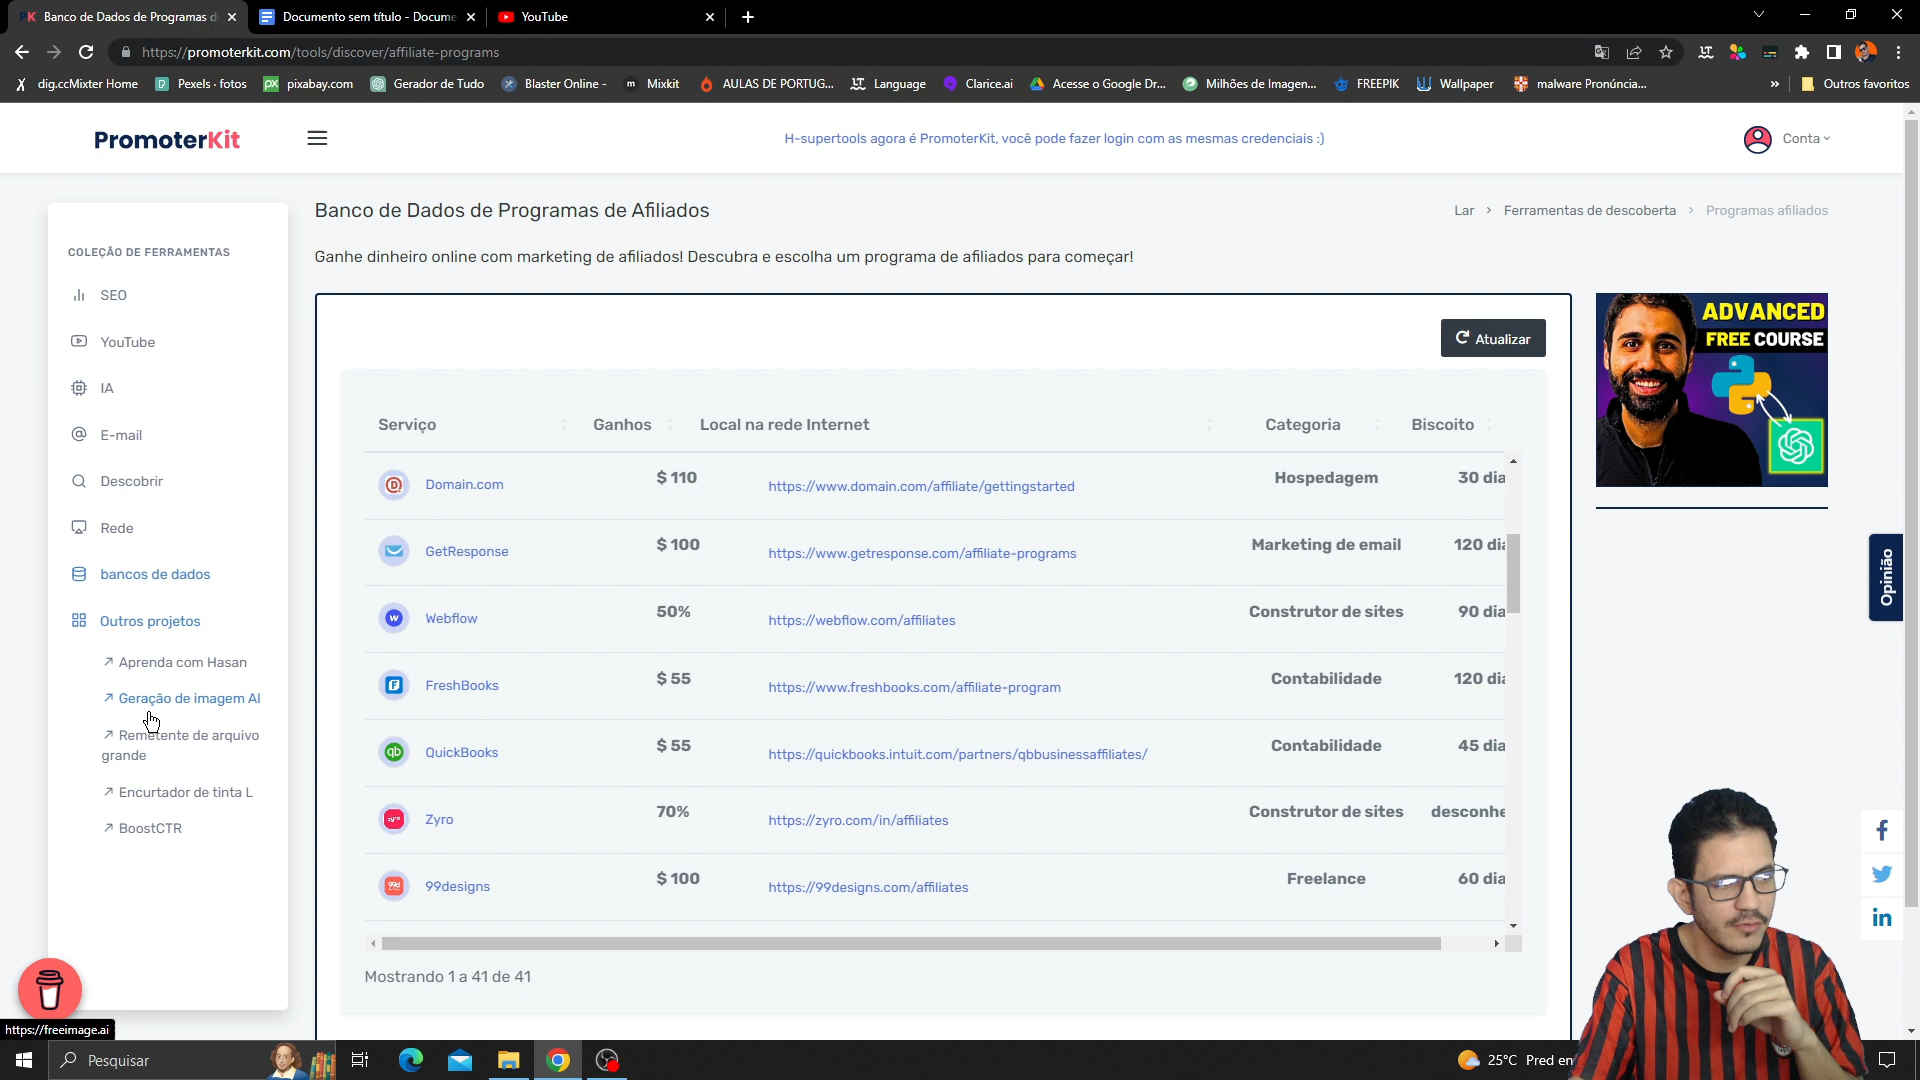 Banco de Dados de Programas d
Documento sem título - Docume
YouTube
https://promoterkit.com/tools/discover/affiliate-programs
dig.ccMixter Home
Pexels · fotos
pixabay.com
Gerador de Tudo
Blaster Online -
Mixkit
AULAS DE PORTUG...
Language
Clarice.ai
Acesse o Google Dr...
Milhões de Imagen...
FREEPIK
Wallpaper
malware Pronúncia...
»
Outros favoritos
PromoterKit
H-supertools agora é PromoterKit, você pode fazer login com as mesmas credenciais :)
Conta
COLEÇÃO DE FERRAMENTAS
SEO
YouTube
IA
E-mail
Descobrir
Rede
bancos de dados
Outros projetos
Aprenda com Hasan
Geração de imagem AI
Remetente de arquivo
grande
Encurtador de tinta L
BoostCTR
Banco de Dados de Programas de Afiliados
Lar > Ferramentas de descoberta > Programas afiliados
Ganhe dinheiro online com marketing de afiliados! Descubra e escolha um programa de afiliados para começar!
Atualizar
Serviço Ganhos Local na rede Internet Categoria Biscoito
Domain.com $ 110 https://www.domain.com/affiliate/gettingstarted Hospedagem 30 dia
GetResponse $ 100 https://www.getresponse.com/affiliate-programs Marketing de email 120 dia
Webflow 50% https://webflow.com/affiliates Construtor de sites 90 dia
FreshBooks $ 55 https://www.freshbooks.com/affiliate-program Contabilidade 120 dia
QuickBooks $ 55 https://quickbooks.intuit.com/partners/qbbusinessaffiliates/ Contabilidade 45 dia
Zyro 70% https://zyro.com/in/affiliates Construtor de sites desconhe
99designs $ 100 https://99designs.com/affiliates Freelance 60 dia
Mostrando 1 a 41 de 41
ADVANCED
FREE COURSE
Opinião
https://freeimage.ai
Pesquisar
25°C Pred en